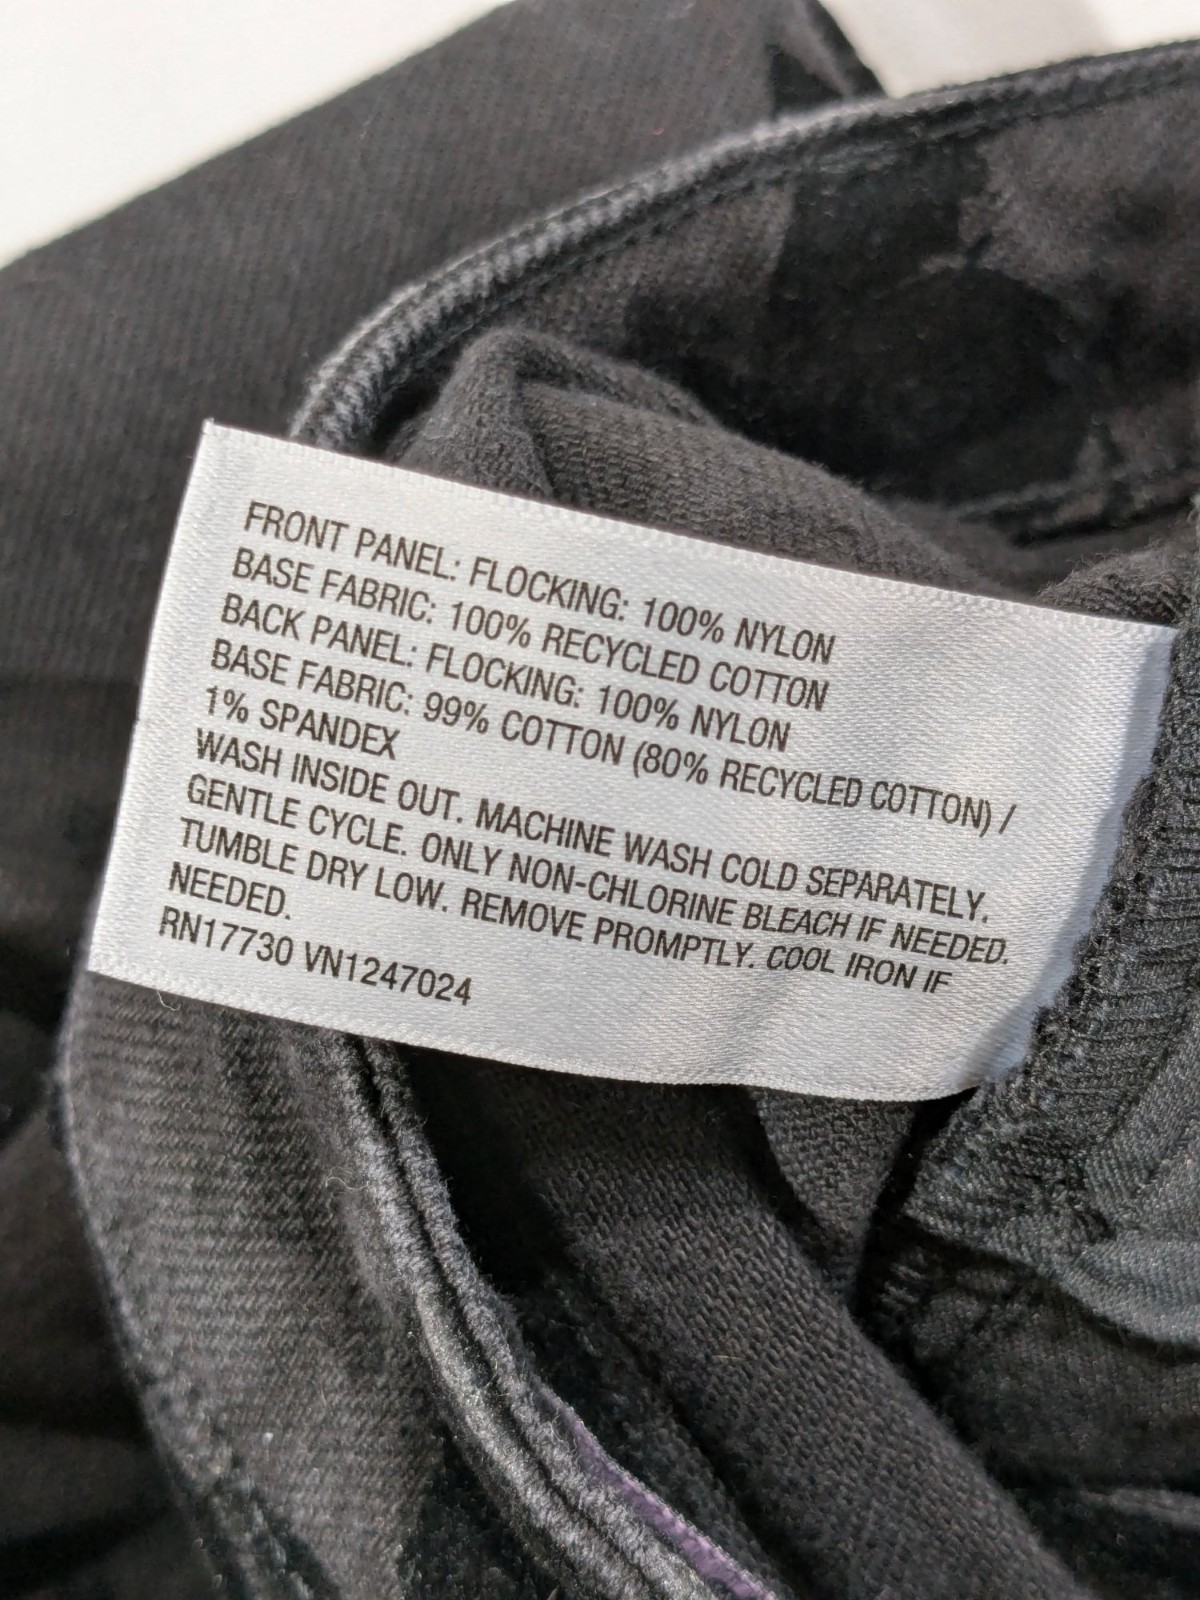 FRONT PANEL: FLOCKING: 100% NYLON
BASE FABRIC: 100% RECYCLED COTTON
BACK PANEL: FLOCKING: 100% NYLON
BASE FABRIC: 99% COTTON (80% RECYCLED COTTON) /
1% SPANDEX
WASH INSIDE OUT. MACHINE WASH COLD SEPARATELY.
GENTLE CYCLE. ONLY NON-CHLORINE BLEACH IF NEEDED.
TUMBLE DRY LOW. REMOVE PROMPTLY. COOL IRON IF
NEEDED.
RN17730 VN1247024